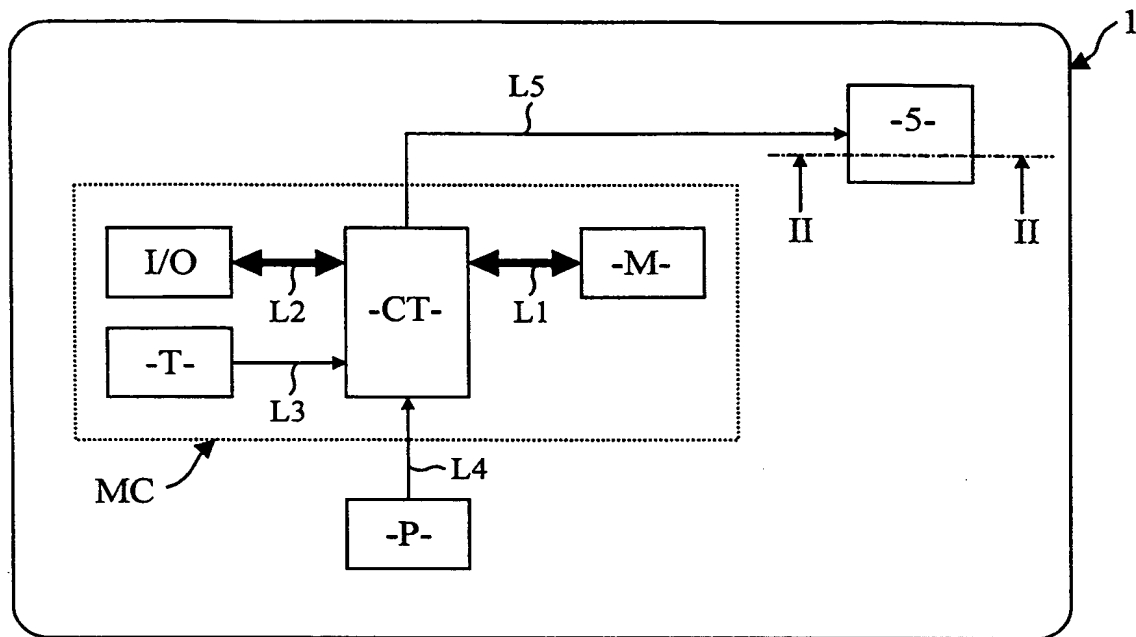 1
L5
-5-
II
II
I/O
L2
-CT-
L1
-M-
-T-
L3
MC
L4
-P-